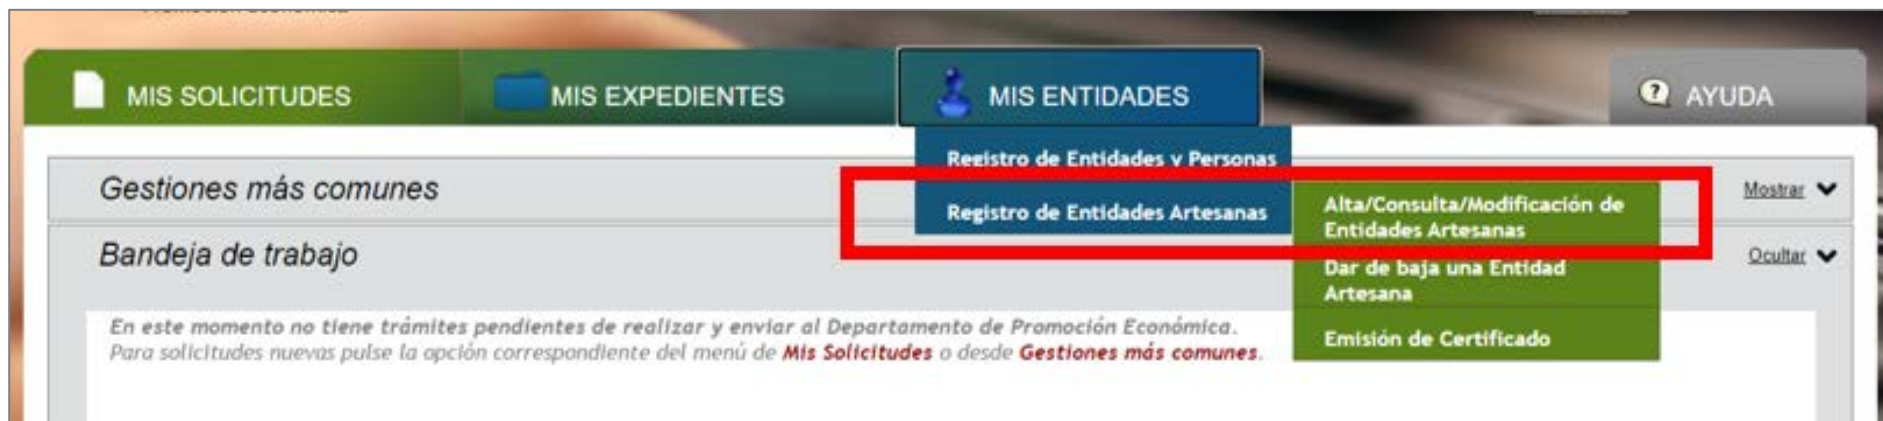 MIS SOLICITUDES
MIS EXPEDIENTES
MIS ENTIDADES
AYUDA
Registro de Entidades y Personas
Gestiones más comunes
Mostrar
Registro de Entidades Artesanas
Alta/Consulta/Modificación de
Entidades Artesanas
Bandeja de trabajo
Ocultar
Dar de baja una Entidad
Artesana
Emisión de Certificado
En este momento no tiene trámites pendientes de realizar y enviar al Departamento de Promoción Económica.
Para solicitudes nuevas pulse la opción correspondiente del menú de Mis Solicitudes o desde Gestiones más comunes.